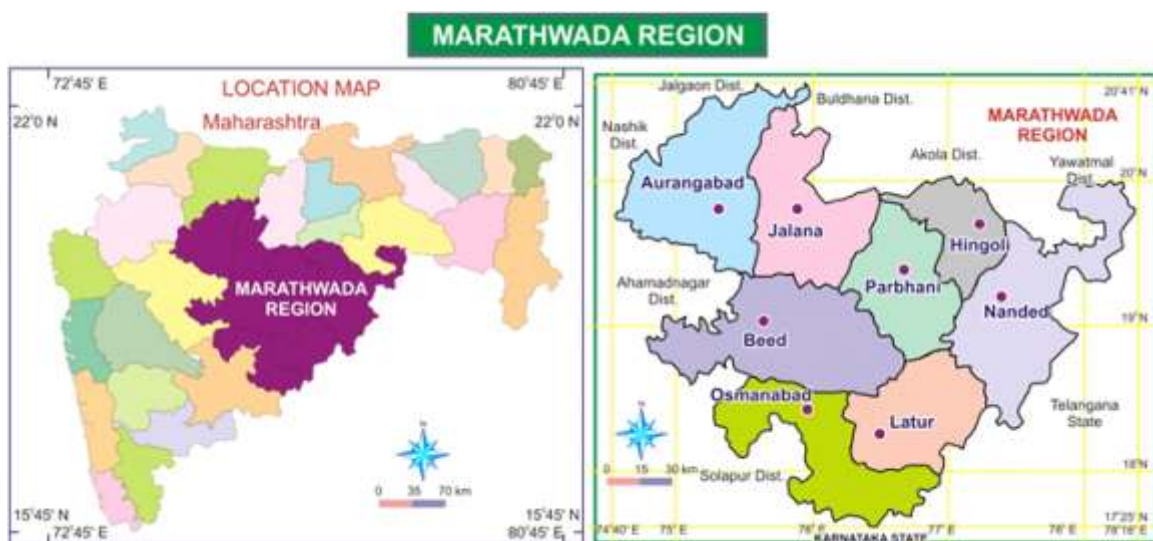 MARATHWADA REGION
72°45' E
80°45' E
LOCATION MAP
22°0 N
22°0 N
Maharashtra
MARATHWADA
REGION
N
0 35 70 km
15°45' N
15°45' N
72°45' E
80°45' E
Jalgaon Dist.
Buldhana Dist.
20°41' N
MARATHWADA
REGION
Nashik
Dist.
Akola Dist.
Yawatmal
Dist.
20°N
Aurangabad
Jalana
Hingoli
Parbhani
Ahamadnagar
Dist.
Nanded
19°N
Beed
Osmanabad
Latur
Telangana
State
N
0 15 30 km
Solapur Dist.
18°N
17°25' N
74°40' E
75°E
76°E
77°E
78°E
78°16' E
KARNATAKA STATE